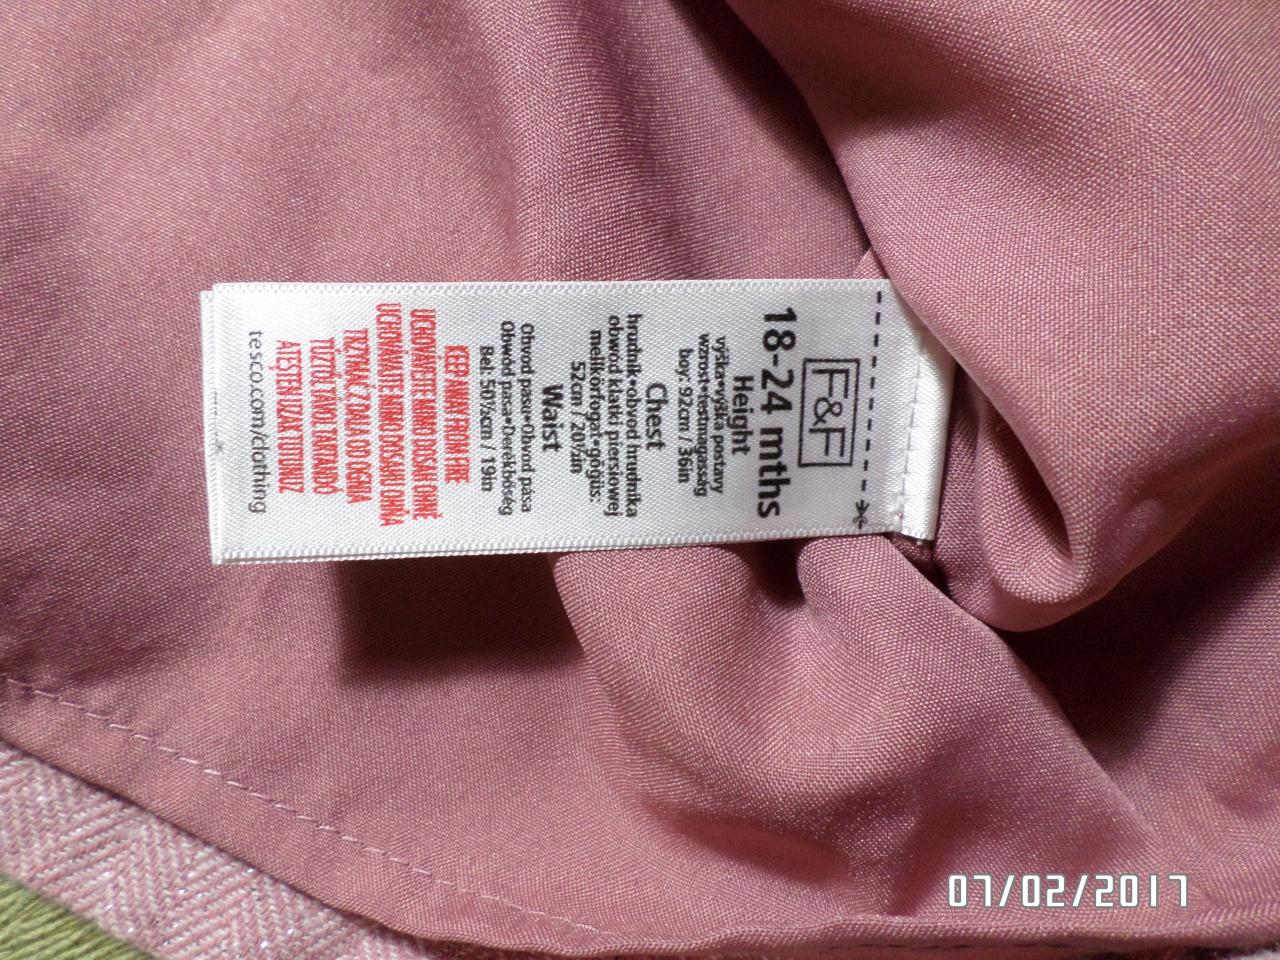 F&F
18-24 mths
Height
výška•výška postavy
wzrost•testmagasság
boy: 92cm / 36in
Chest
hrudník•obvod hrudníka
obwód klatki piersiowej
mellkörfogat•gögüs:
52cm / 20½in
Waist
Obvod pasu•Obvod pása
Obwód pasa•Derékbőség
Bel: 50½cm / 19in
KEEP AWAY FROM FIRE
UCHOVÁVEJTE MIMO DOSAH OHNĚ
UCHOVÁVAJTE MIMO DOSAHU OHŇA
TRZYMAĆ Z DALA OD OGNIA
TŰZTŐL TÁVOL TARTANDÓ
ATEŞTEN UZAK TUTUNUZ
tesco.com/clothing
07/02/2017